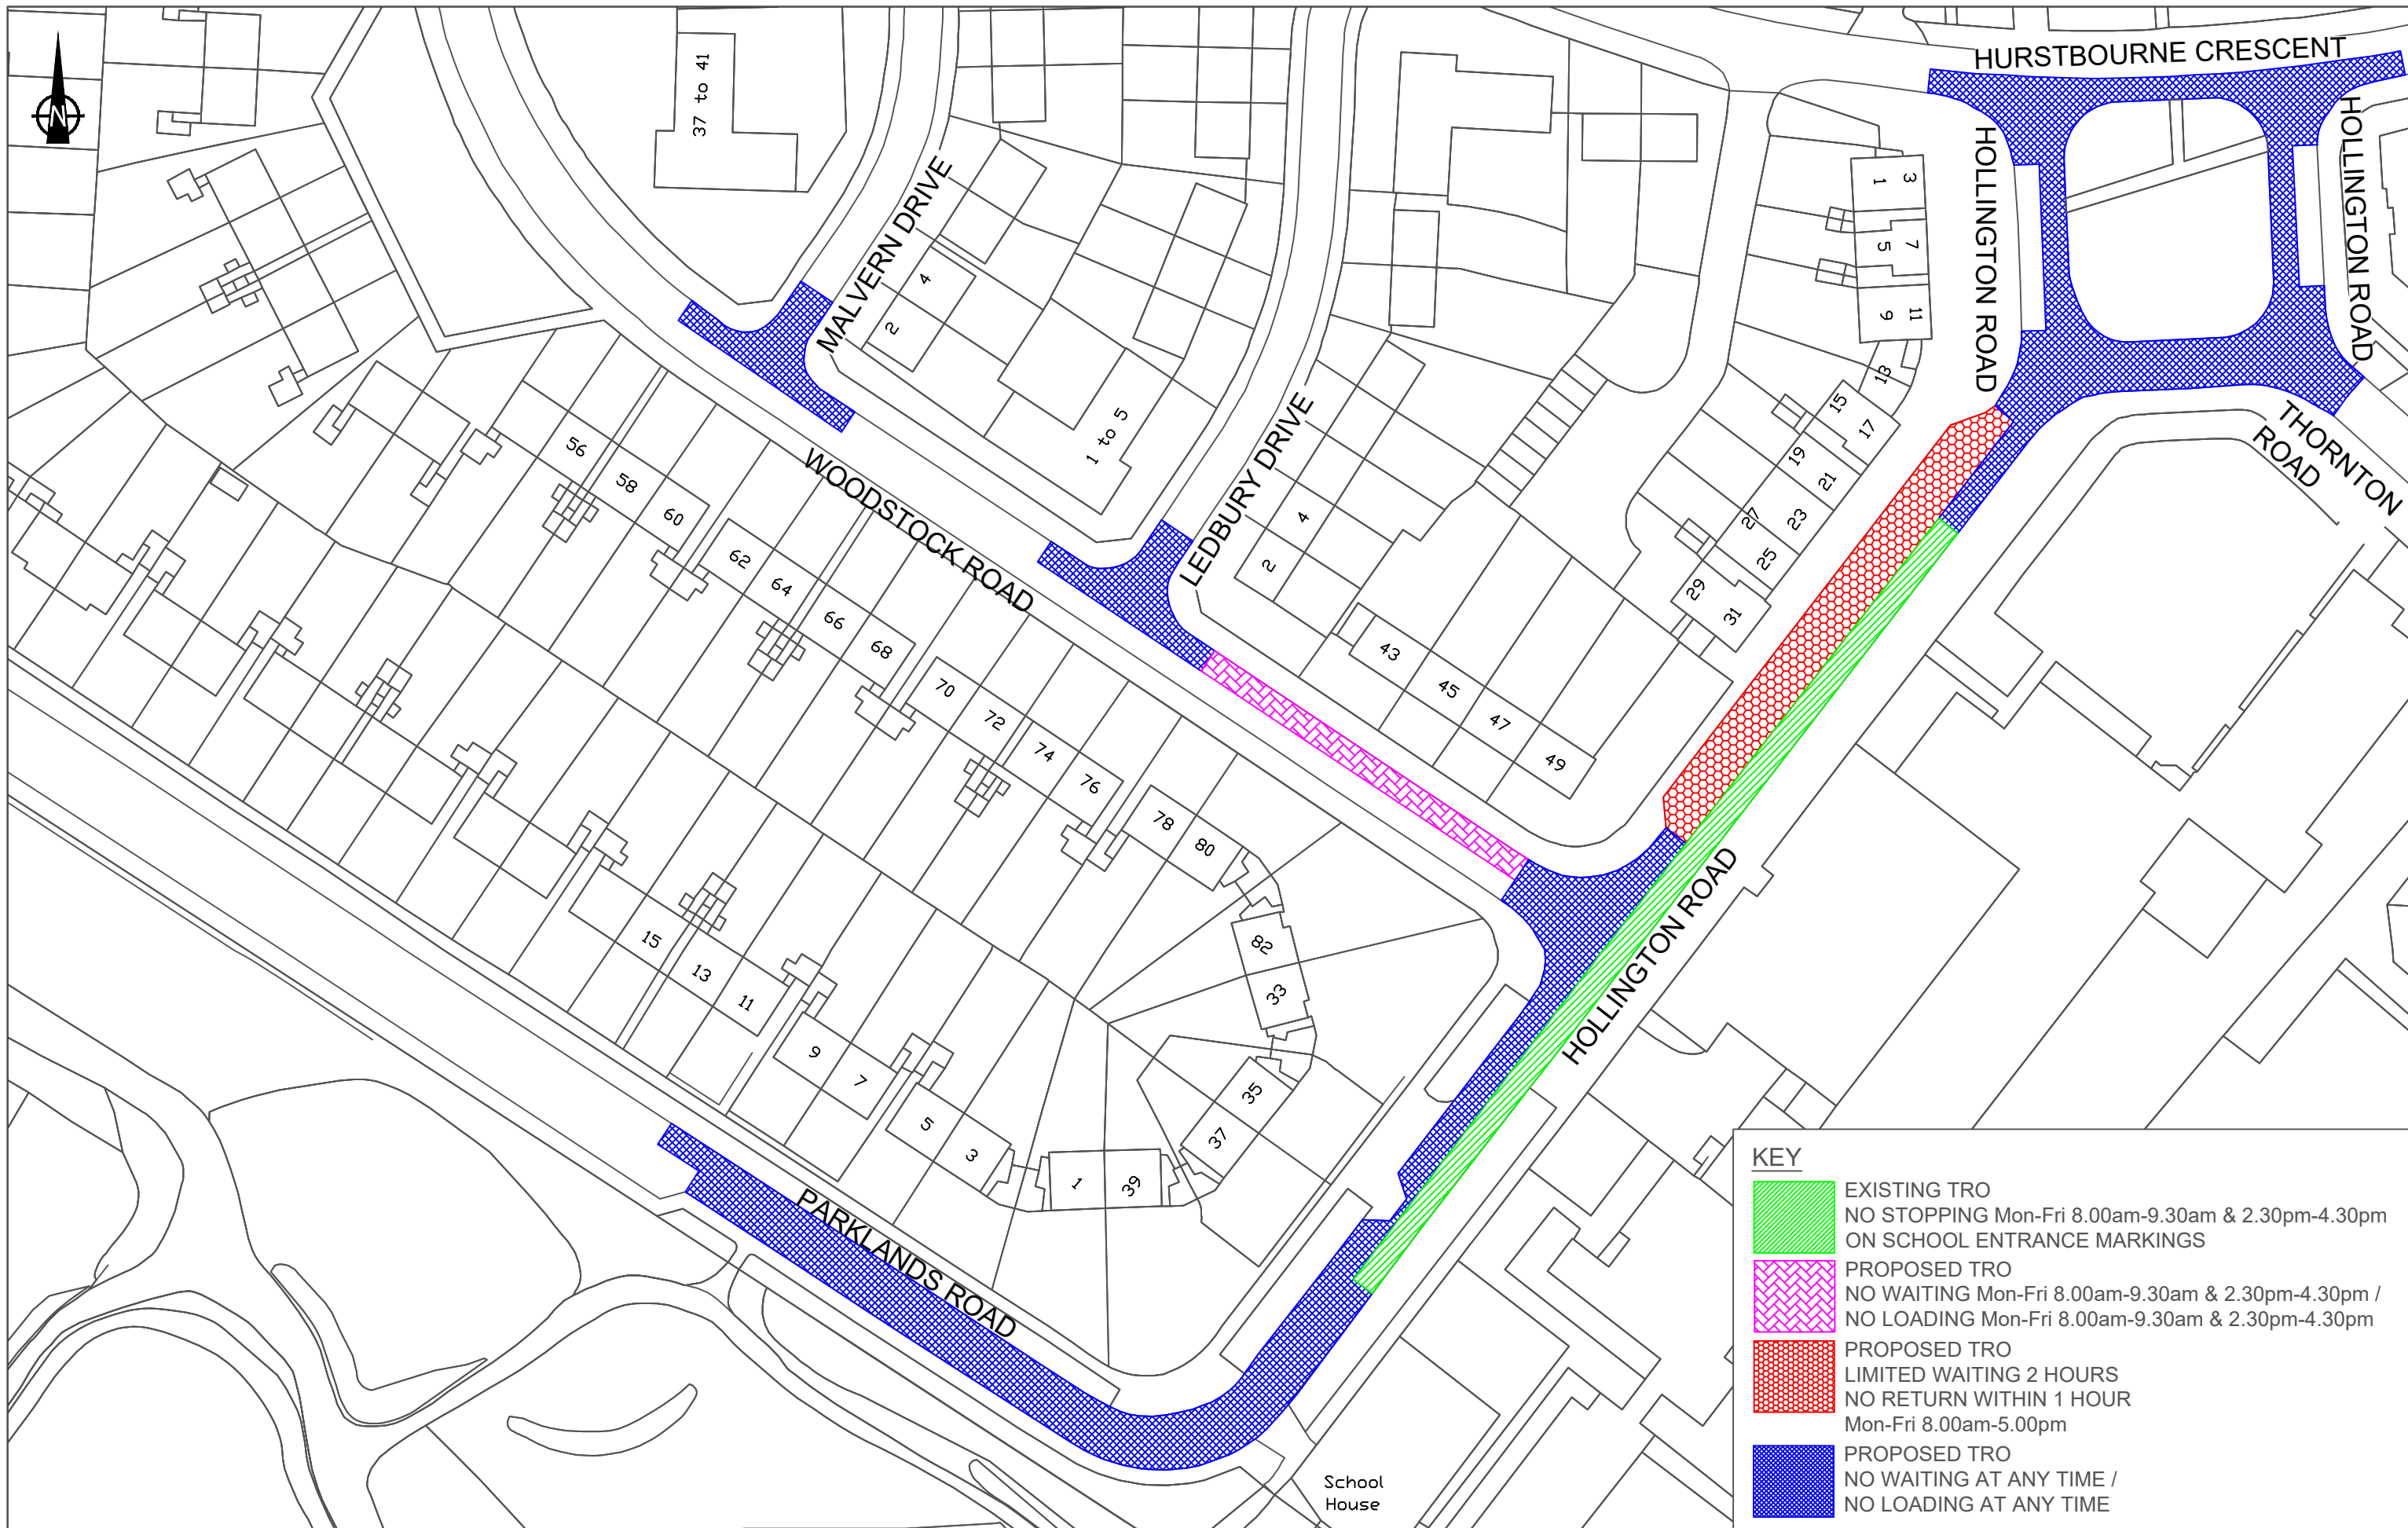 HURSTBOURNE CRESCENT
N
37 to 41
HOLLINGTON ROAD
HOLLINGTON ROAD
MALVERN DRIVE
1
3
5
7
9
11
13
4
2
15
17
19
21
27
23
25
29
31
THORNTON
ROAD
1 to 5
LEDBURY DRIVE
4
2
WOODSTOCK ROAD
56
58
60
62
64
66
68
70
72
74
76
78
80
43
45
47
49
82
33
35
37
39
1
HOLLINGTON ROAD
15
13
11
9
7
5
3
PARKLANDS ROAD
School
House
KEY
EXISTING TRO
NO STOPPING Mon-Fri 8.00am-9.30am & 2.30pm-4.30pm
ON SCHOOL ENTRANCE MARKINGS
PROPOSED TRO
NO WAITING Mon-Fri 8.00am-9.30am & 2.30pm-4.30pm /
NO LOADING Mon-Fri 8.00am-9.30am & 2.30pm-4.30pm
PROPOSED TRO
LIMITED WAITING 2 HOURS
NO RETURN WITHIN 1 HOUR
Mon-Fri 8.00am-5.00pm
PROPOSED TRO
NO WAITING AT ANY TIME /
NO LOADING AT ANY TIME